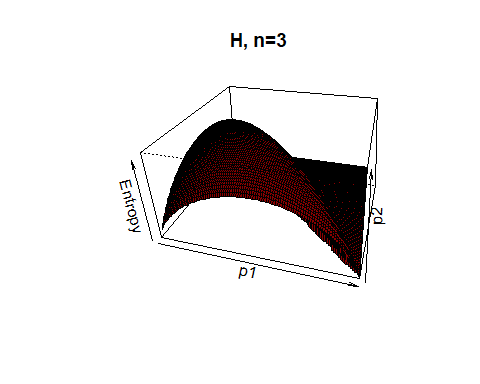 H, n=3
Entropy
p1
p2